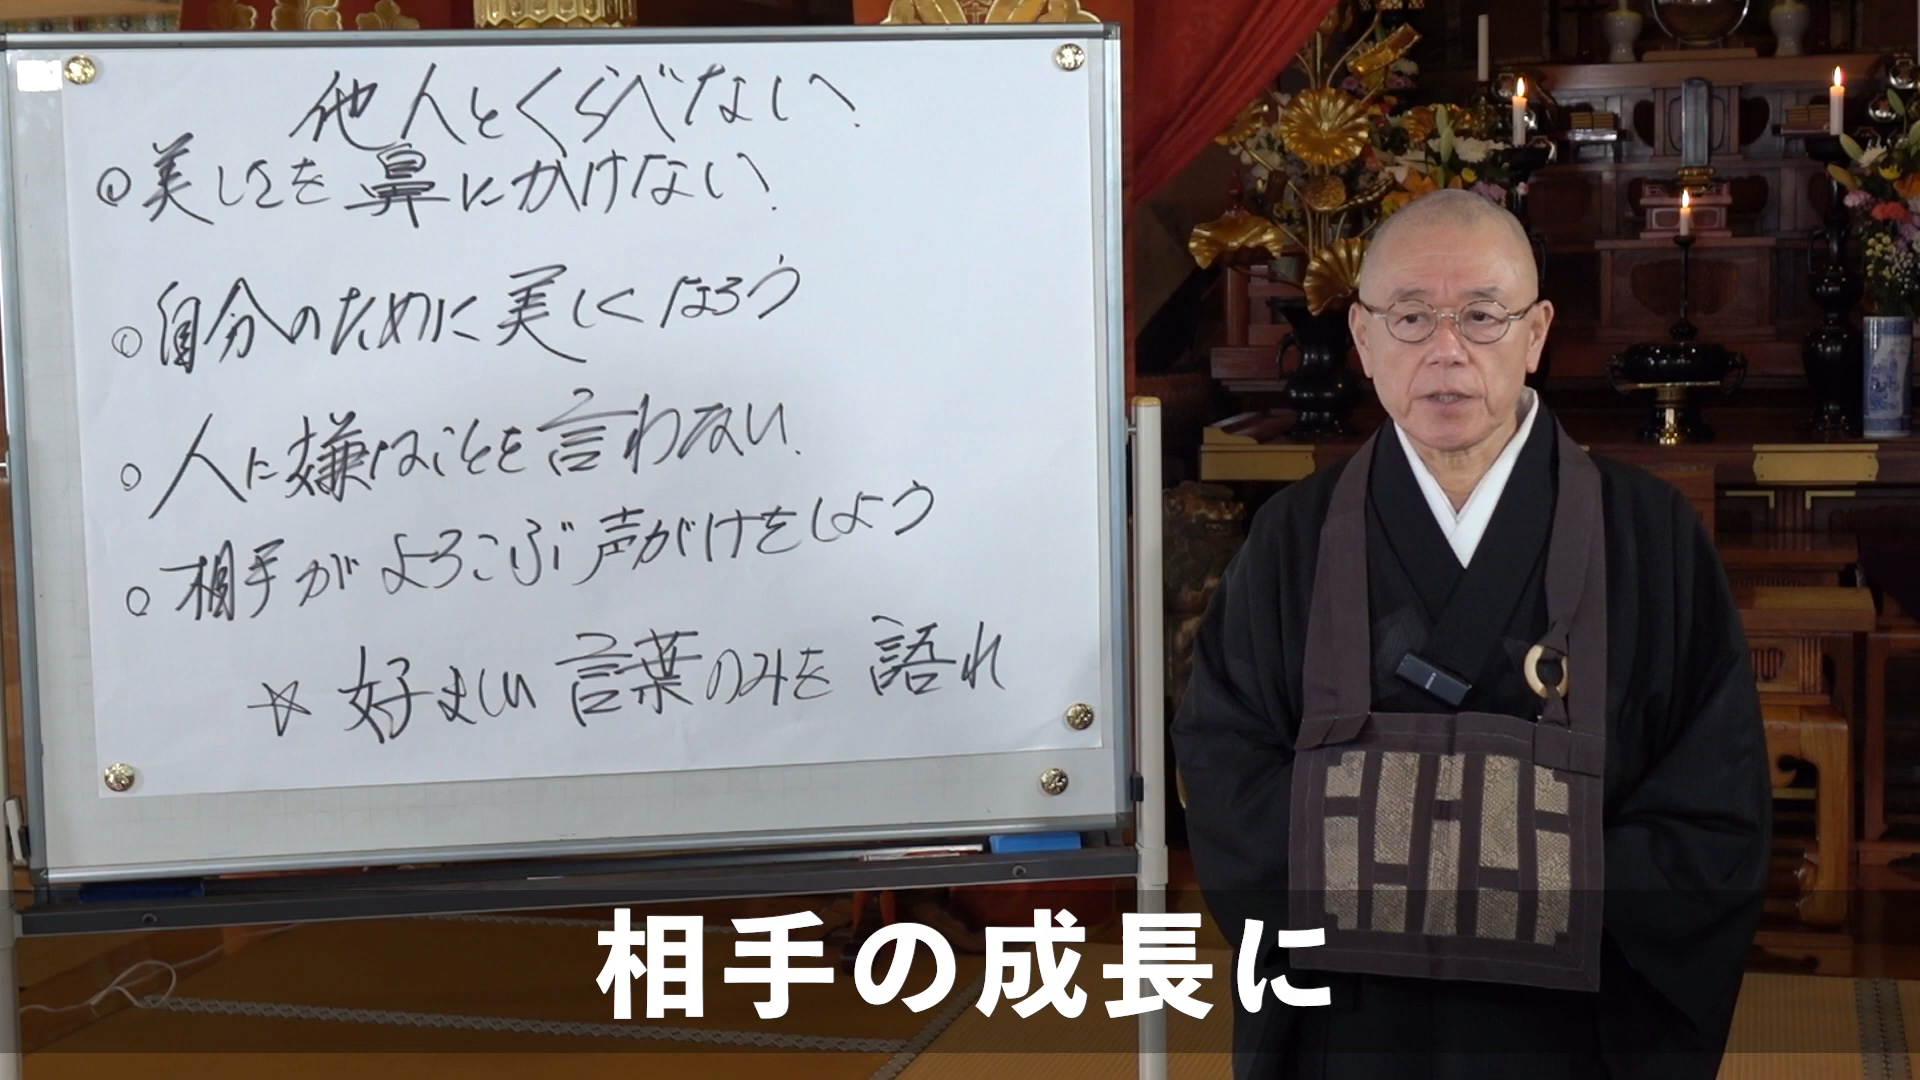 他人とくらべない
美しさを鼻にかけない
○自分のために美しくなろう
○人に嫌なことを言わない
○相手がよろこぶ声がけをしよう
☆好ましい言葉のみを語れ
相手の成長に